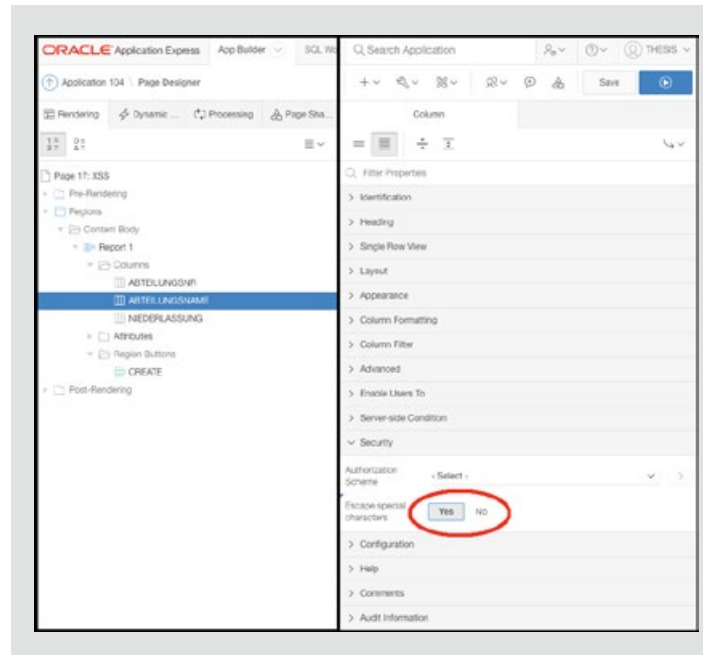 ORACLE Application Express App Builder SQL Wo
Application 104 \ Page Designer
Rendering Dynamic ... Processing Page Sha...
Page 17: XSS
Pre-Rendering
Regions
Content Body
Report 1
Columns
ABTEILUNGSNR
ABTEILUNGSNAME
NIEDERLASSUNG
Attributes
Region Buttons
CREATE
Post-Rendering
Search Application THESIS
Save
Column
Filter Properties
Identification
Heading
Single Row View
Layout
Appearance
Column Formatting
Column Filter
Advanced
Enable Users To
Server-side Condition
Security
Authorization
Scheme
- Select -
Escape special
characters
Yes No
Configuration
Help
Comments
Audit Information